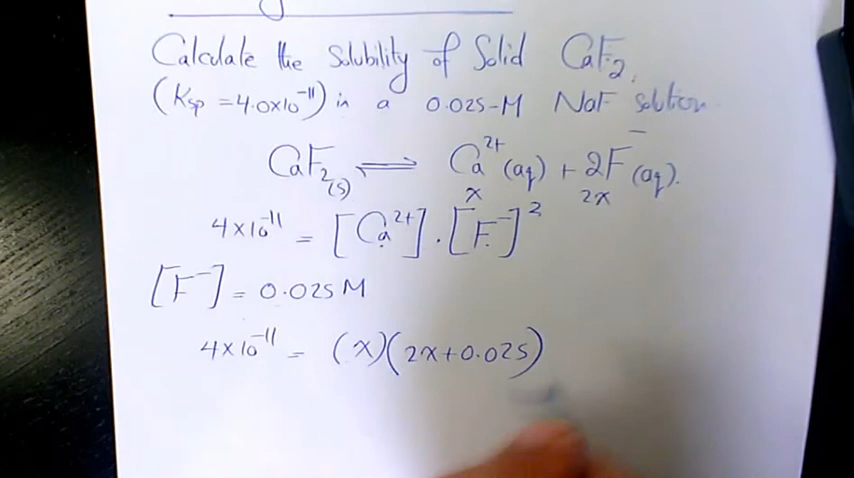 Calculate the Solubility of Solid CaF₂.
(Ksp = 4.0×10⁻¹¹) in a 0.025-M NaF solution
CaF₂(s) ⇌ Ca²⁺(aq) + 2F⁻(aq).
x 2x
4×10⁻¹¹ = [Ca²⁺].[F⁻]²
[F⁻] = 0.025 M
4×10⁻¹¹ = (x)(2x+0.025)